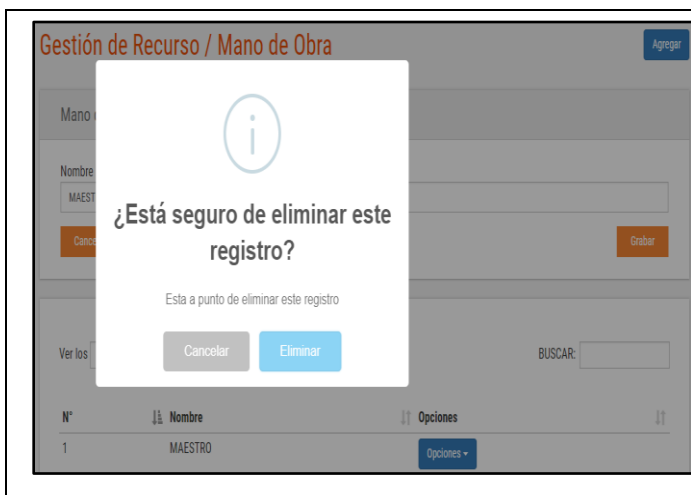 Gestión de Recurso / Mano de Obra
Agregar
Mano
Nombre
MAEST
¿Está seguro de eliminar este
registro?
Esta a punto de eliminar este registro
Cancelar Eliminar
Cance
Grabar
Ver los
BUSCAR:
N° Nombre Opciones
1 MAESTRO Opciones